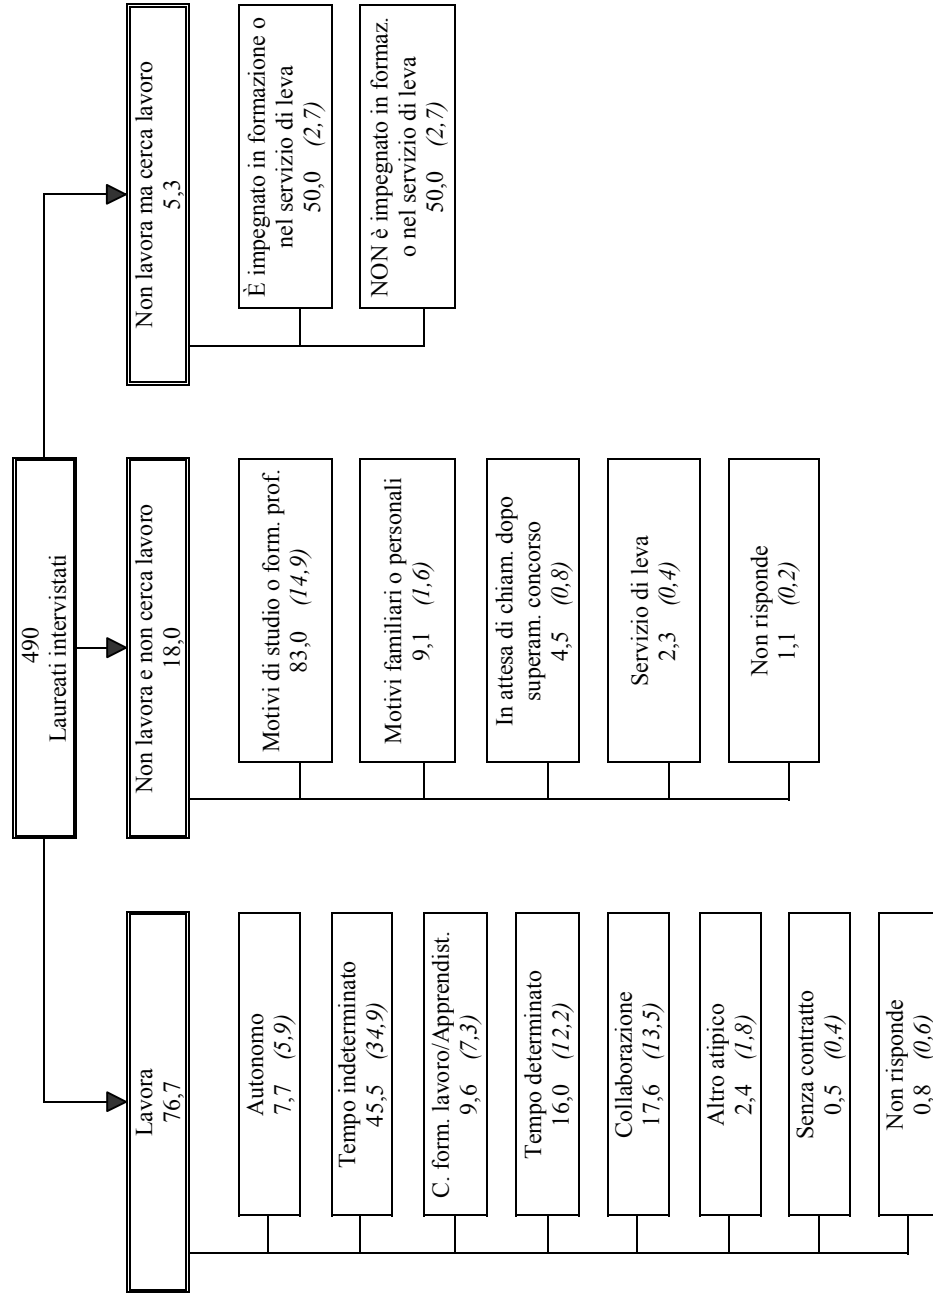 490
Laureati intervistati
Lavora
76,7
Autonomo
7,7 (5,9)
Tempo indeterminato
45,5 (34,9)
C. form. lavoro/Apprendist.
9,6 (7,3)
Tempo determinato
16,0 (12,2)
Collaborazione
17,6 (13,5)
Altro atipico
2,4 (1,8)
Senza contratto
0,5 (0,4)
Non risponde
0,8 (0,6)
Non lavora e non cerca lavoro
18,0
Motivi di studio o form. prof.
83,0 (14,9)
Motivi familiari o personali
9,1 (1,6)
In attesa di chiam. dopo
superam. concorso
4,5 (0,8)
Servizio di leva
2,3 (0,4)
Non risponde
1,1 (0,2)
Non lavora ma cerca lavoro
5,3
È impegnato in formazione o
nel servizio di leva
50,0 (2,7)
NON è impegnato in formaz.
o nel servizio di leva
50,0 (2,7)